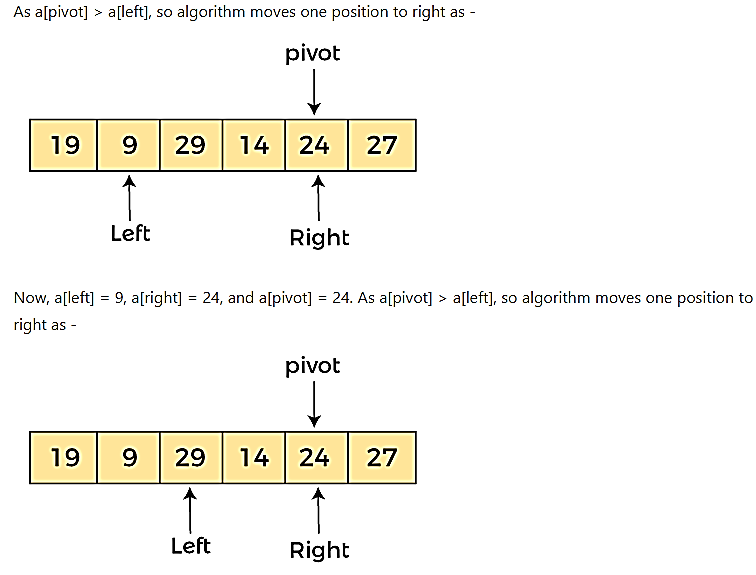 As a[pivot] > a[left], so algorithm moves one position to right as -
pivot
19 9 29 14 24 27
Left
Right
Now, a[left] = 9, a[right] = 24, and a[pivot] = 24. As a[pivot] > a[left], so algorithm moves one position to
right as -
pivot
19 9 29 14 24 27
Left
Right